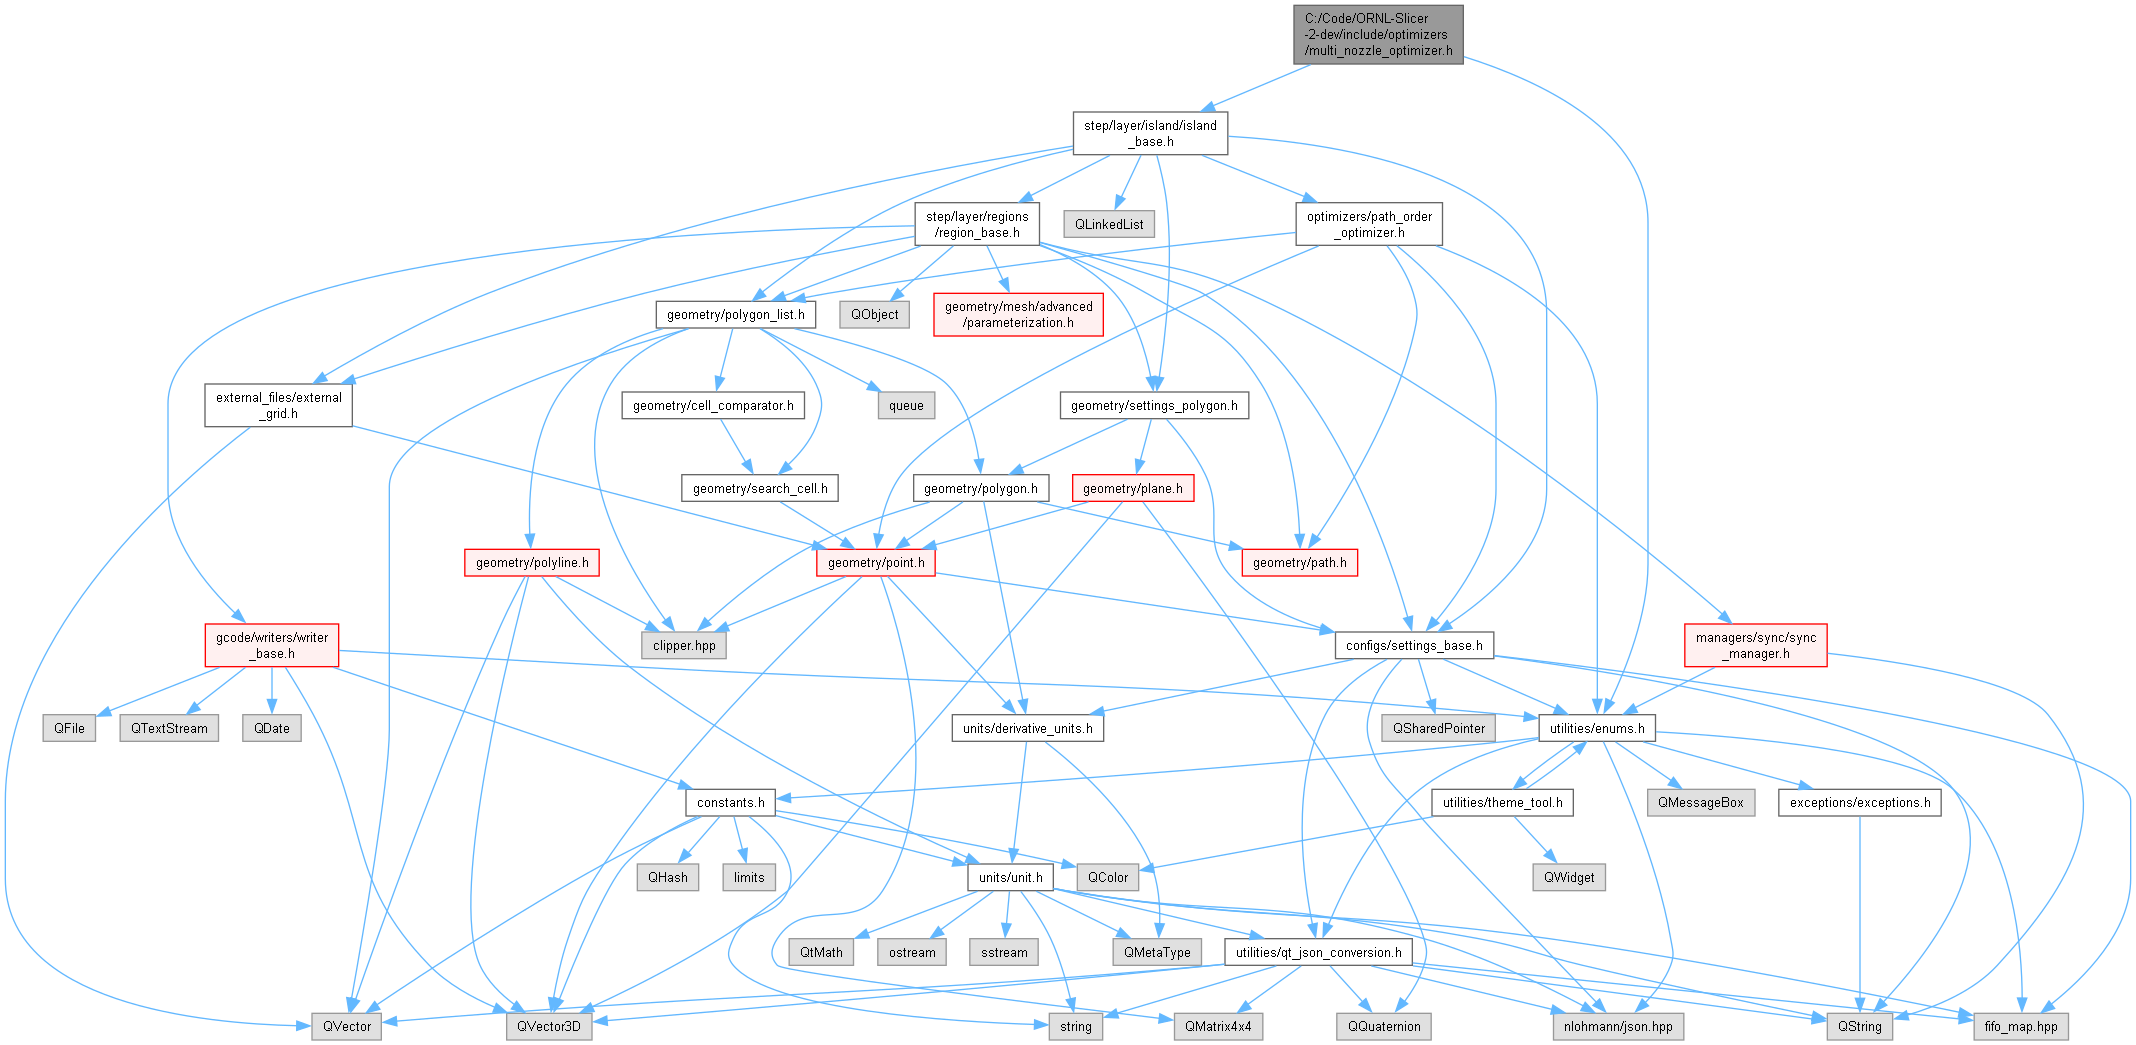 C:/Code/ORNL-Slicer
-2-dev/include/optimizers
/multi_nozzle_optimizer.h
step/layer/island/island
_base.h
step/layer/regions
/region_base.h
QLinkedList
optimizers/path_order
_optimizer.h
geometry/polygon_list.h
QObject
geometry/mesh/advanced
/parameterization.h
external_files/external
_grid.h
geometry/cell_comparator.h
queue
geometry/settings_polygon.h
geometry/search_cell.h
geometry/polygon.h
geometry/plane.h
geometry/polyline.h
geometry/point.h
geometry/path.h
gcode/writers/writer
_base.h
clipper.hpp
configs/settings_base.h
managers/sync/sync
_manager.h
QFile
QTextStream
QDate
units/derivative_units.h
QSharedPointer
utilities/enums.h
constants.h
utilities/theme_tool.h
QMessageBox
exceptions/exceptions.h
QHash
limits
units/unit.h
QColor
QWidget
QtMath
ostream
sstream
QMetaType
utilities/qt_json_conversion.h
QVector
QVector3D
string
QMatrix4x4
QQuaternion
nlohmann/json.hpp
QString
fifo_map.hpp